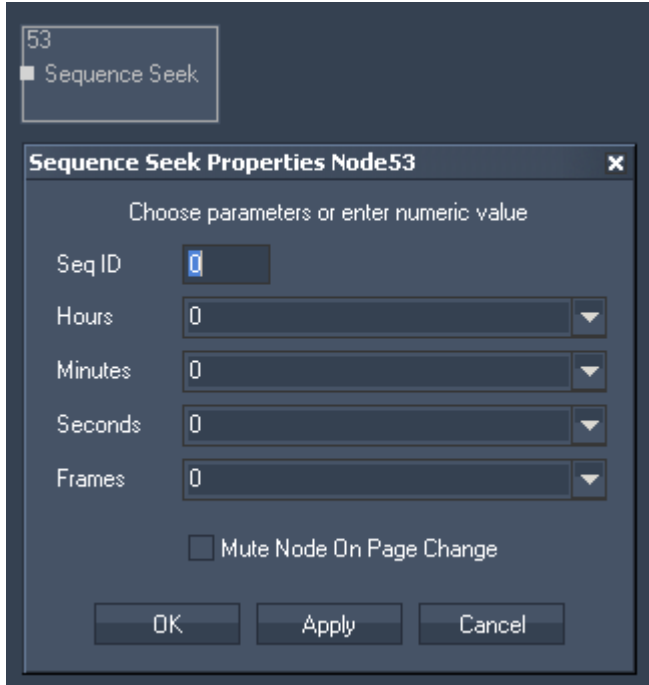 53
Sequence Seek
Sequence Seek Properties Node53
Choose parameters or enter numeric value
Seq ID 0
Hours 0
Minutes 0
Seconds 0
Frames 0
Mute Node On Page Change
OK Apply Cancel